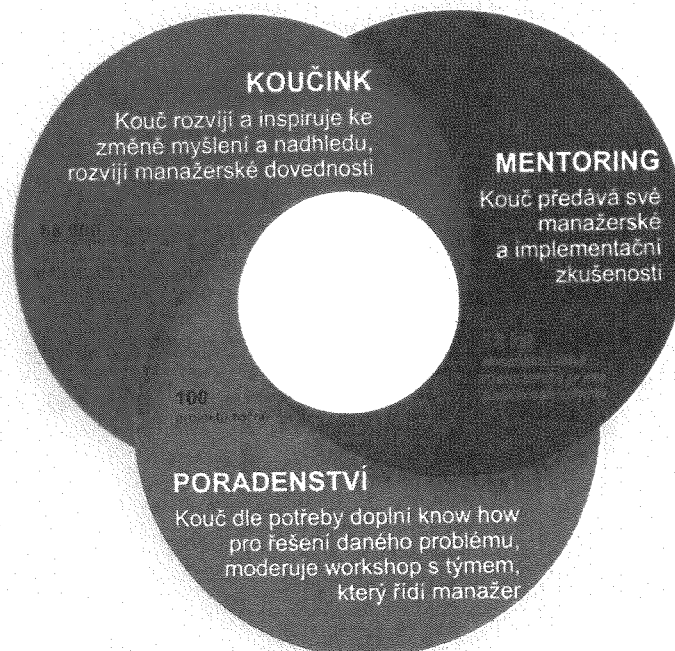 KOUČINK
Kouč rozvíjí a inspiruje ke
změně myšlení a nadhledu,
rozvíjí manažerské dovednosti
MENTORING
Kouč předává své
manažerské
a implementační
zkušenosti
100
PORADENSTVÍ
Kouč dle potřeby doplní know how
pro řešení daného problému,
moderuje workshop s týmem,
který řídí manažer